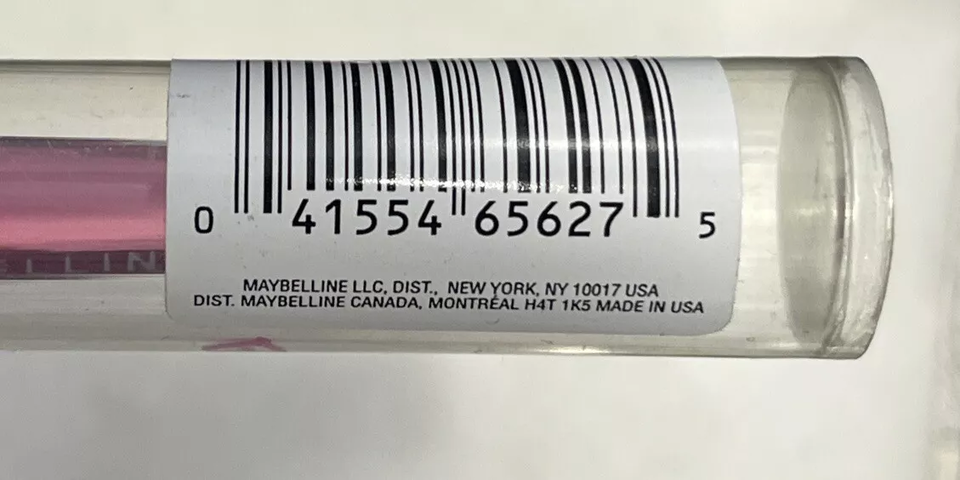 0 41554 65627 5
MAYBELLINE LLC, DIST., NEW YORK, NY 10017 USA
DIST. MAYBELLINE CANADA, MONTRÉAL H4T 1K5 MADE IN USA